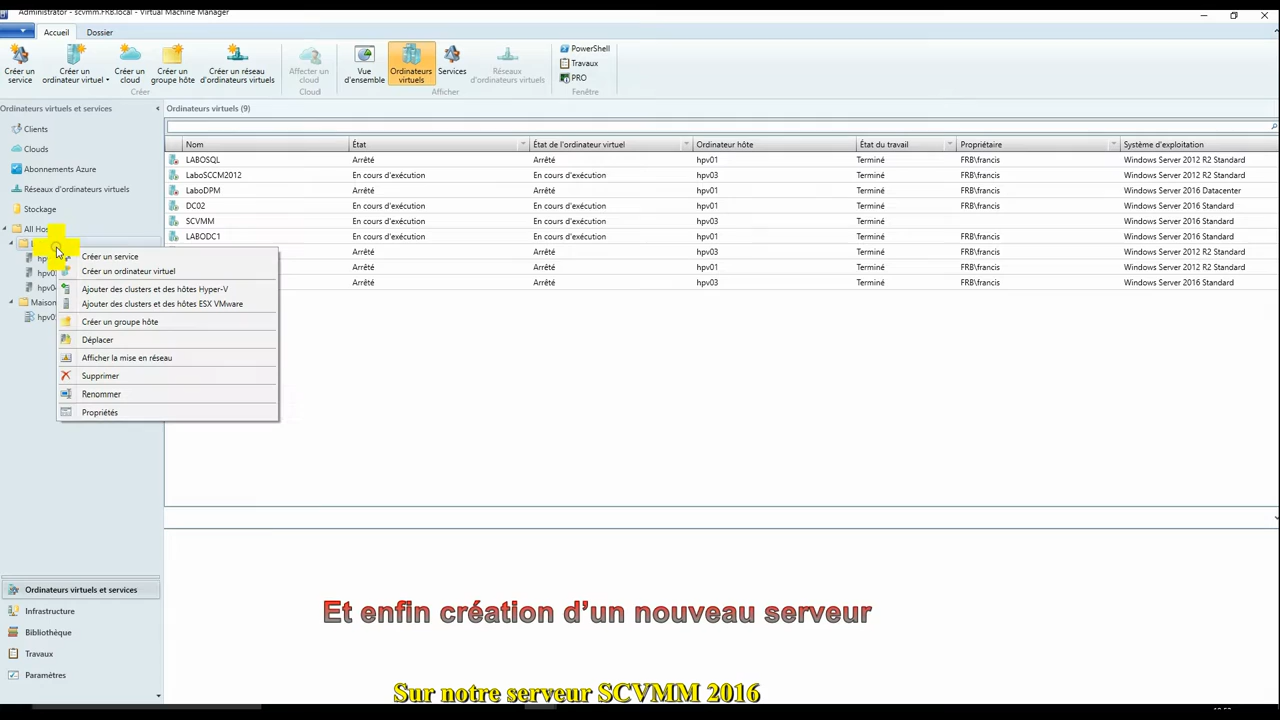 Administrator - scvmm.FRB.local - Virtual Machine Manager
Accueil Dossier
Créer un service
Créer un ordinateur virtuel
Créer un cloud
Créer un groupe hôte
Créer un réseau d'ordinateurs virtuels
Créer
Affecter un cloud
Cloud
Vue d'ensemble
Ordinateurs virtuels
Services
Réseaux d'ordinateurs virtuels
Afficher
PowerShell
Travaux
PRO
Fenêtre
Ordinateurs virtuels et services
Clients
Clouds
Abonnements Azure
Réseaux d'ordinateurs virtuels
Stockage
All Hos
Maison
Créer un service
Créer un ordinateur virtuel
Ajouter des clusters et des hôtes Hyper-V
Ajouter des clusters et des hôtes ESX VMware
Créer un groupe hôte
Déplacer
Afficher la mise en réseau
Supprimer
Renommer
Propriétés
Ordinateurs virtuels (9)
Nom État État de l'ordinateur virtuel Ordinateur hôte État du travail Propriétaire Système d'exploitation
LABOSQL Arrêté Arrêté hpv01 Terminé FRB\francis Windows Server 2012 R2 Standard
LaboSCCM2012 En cours d'exécution En cours d'exécution hpv03 Terminé FRB\francis Windows Server 2012 R2 Standard
LaboDPM Arrêté Arrêté hpv01 Terminé FRB\francis Windows Server 2016 Datacenter
DC02 En cours d'exécution En cours d'exécution hpv01 Terminé FRB\francis Windows Server 2016 Standard
SCVMM En cours d'exécution En cours d'exécution hpv03 Terminé Windows Server 2016 Standard
LABODC1 En cours d'exécution En cours d'exécution hpv01 Terminé FRB\francis Windows Server 2016 Standard
Arrêté Arrêté hpv03 Terminé FRB\francis Windows Server 2012 R2 Standard
Arrêté Arrêté hpv01 Terminé FRB\francis Windows Server 2012 R2 Standard
Arrêté Arrêté hpv03 Terminé FRB\francis Windows Server 2016 Standard
Ordinateurs virtuels et services
Infrastructure
Bibliothèque
Travaux
Paramètres
Et enfin création d'un nouveau serveur
Sur notre serveur SCVMM 2016